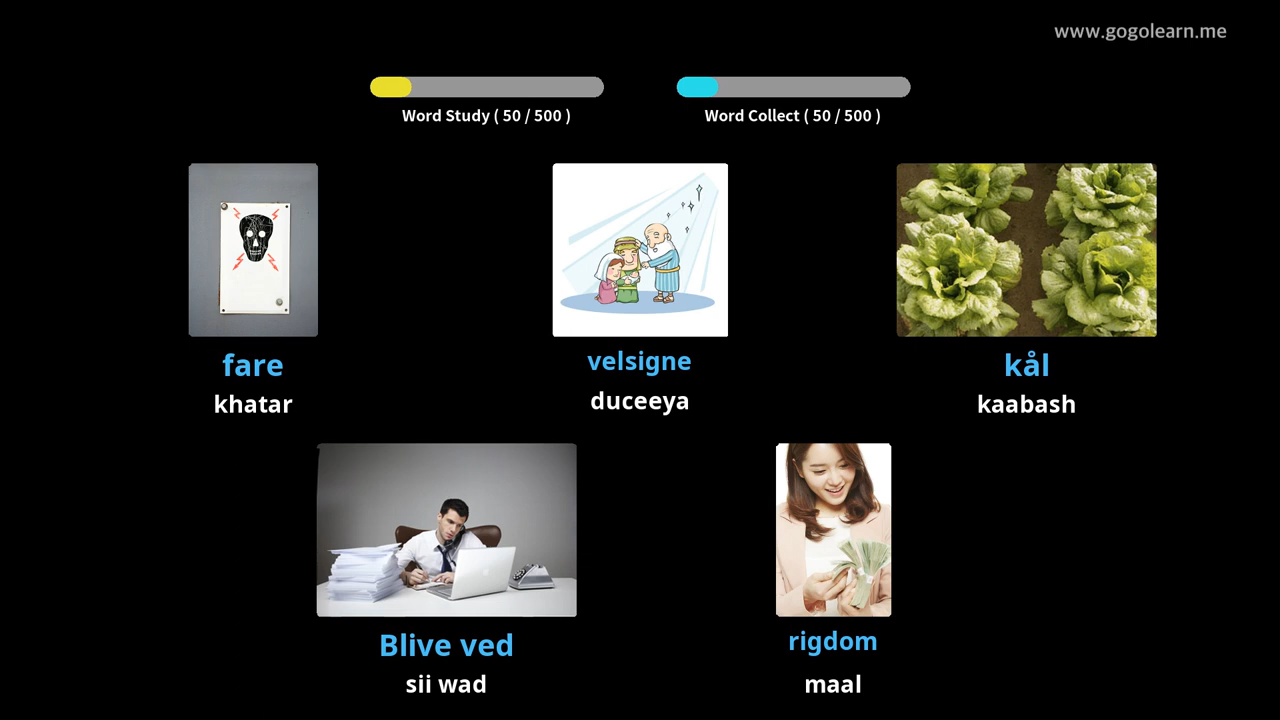 www.gogolearn.me
Word Study ( 50 / 500 )
Word Collect ( 50 / 500 )
fare
khatar
velsigne
duceeya
kål
kaabash
Blive ved
sii wad
rigdom
maal